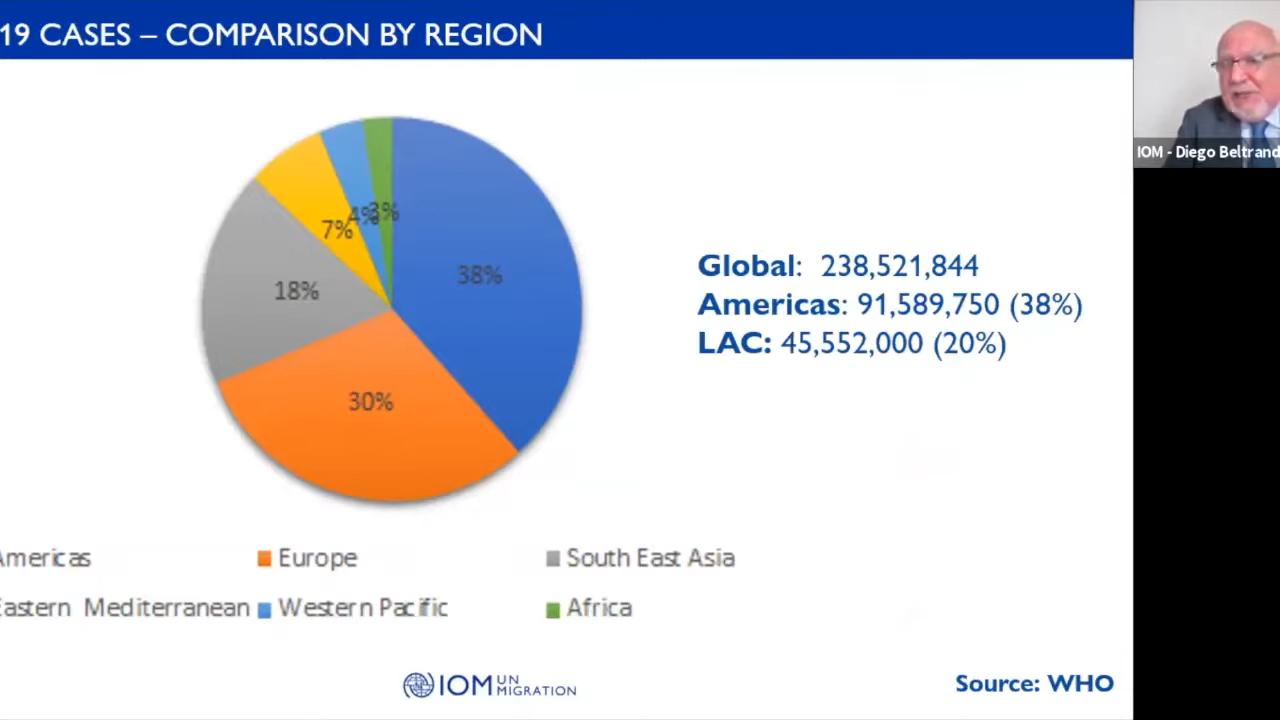 19 CASES – COMPARISON BY REGION
IOM - Diego Beltrand
38%
30%
18%
7%
4%
3%
Global: 238,521,844
Americas: 91,589,750 (38%)
LAC: 45,552,000 (20%)
Americas
Europe
South East Asia
Eastern Mediterranean
Western Pacific
Africa
IOM UN MIGRATION
Source: WHO